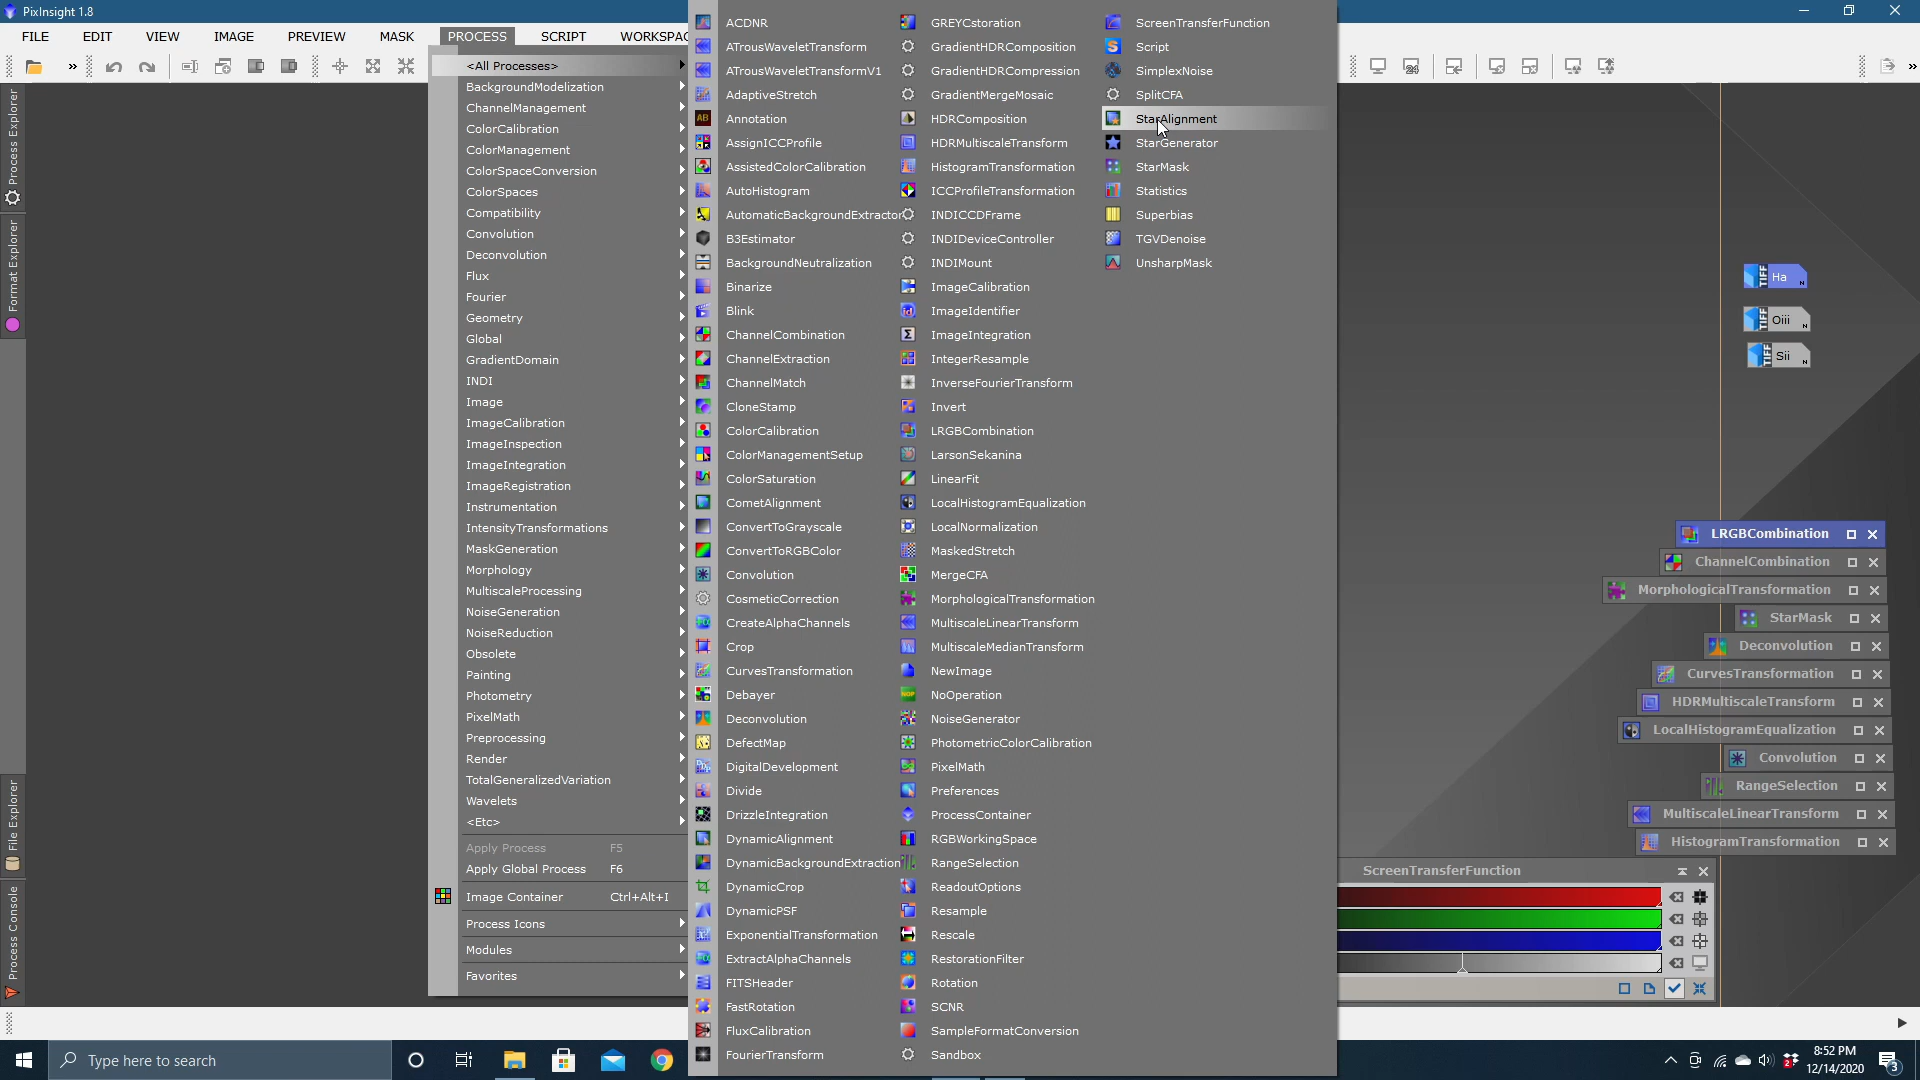 PixInsight 1.8
FILE EDIT VIEW IMAGE PREVIEW MASK PROCESS SCRIPT WORKSPAC
Process Explorer
Format Explorer
File Explorer
Process Console
<All Processes>
BackgroundModelization
ChannelManagement
ColorCalibration
ColorManagement
ColorSpaceConversion
ColorSpaces
Compatibility
Convolution
Deconvolution
Flux
Fourier
Geometry
Global
GradientDomain
INDI
Image
ImageCalibration
ImageInspection
ImageIntegration
ImageRegistration
Instrumentation
IntensityTransformations
MaskGeneration
Morphology
MultiscaleProcessing
NoiseGeneration
NoiseReduction
Obsolete
Painting
Photometry
PixelMath
Preprocessing
Render
TotalGeneralizedVariation
Wavelets
<Etc>
Apply Process F5
Apply Global Process F6
Image Container Ctrl+Alt+I
Process Icons
Modules
Favorites
ACDNR
ATrousWaveletTransform
ATrousWaveletTransformV1
AdaptiveStretch
Annotation
AssignICCProfile
AssistedColorCalibration
AutoHistogram
AutomaticBackgroundExtractor
B3Estimator
BackgroundNeutralization
Binarize
Blink
ChannelCombination
ChannelExtraction
ChannelMatch
CloneStamp
ColorCalibration
ColorManagementSetup
ColorSaturation
CometAlignment
ConvertToGrayscale
ConvertToRGBColor
Convolution
CosmeticCorrection
CreateAlphaChannels
Crop
CurvesTransformation
Debayer
Deconvolution
DefectMap
DigitalDevelopment
Divide
DrizzleIntegration
DynamicAlignment
DynamicBackgroundExtraction
DynamicCrop
DynamicPSF
ExponentialTransformation
ExtractAlphaChannels
FITSHeader
FastRotation
FluxCalibration
FourierTransform
GREYCstoration
GradientHDRComposition
GradientHDRCompression
GradientMergeMosaic
HDRComposition
HDRMultiscaleTransform
HistogramTransformation
ICCProfileTransformation
INDICCDFrame
INDIDeviceController
INDIMount
ImageCalibration
ImageIdentifier
ImageIntegration
IntegerResample
InverseFourierTransform
Invert
LRGBCombination
LarsonSekanina
LinearFit
LocalHistogramEqualization
LocalNormalization
MaskedStretch
MergeCFA
MorphologicalTransformation
MultiscaleLinearTransform
MultiscaleMedianTransform
NewImage
NoOperation
NoiseGenerator
PhotometricColorCalibration
PixelMath
Preferences
ProcessContainer
RGBWorkingSpace
RangeSelection
ReadoutOptions
Resample
Rescale
RestorationFilter
Rotation
SCNR
SampleFormatConversion
Sandbox
ScreenTransferFunction
Script
SimplexNoise
SplitCFA
StarAlignment
StarGenerator
StarMask
Statistics
Superbias
TGVDenoise
UnsharpMask
TIFF Ha N
TIFF Oiii N
TIFF Sii N
LRGBCombination
ChannelCombination
MorphologicalTransformation
StarMask
Deconvolution
CurvesTransformation
HDRMultiscaleTransform
LocalHistogramEqualization
Convolution
RangeSelection
MultiscaleLinearTransform
HistogramTransformation
ScreenTransferFunction
Type here to search
8:52 PM
12/14/2020